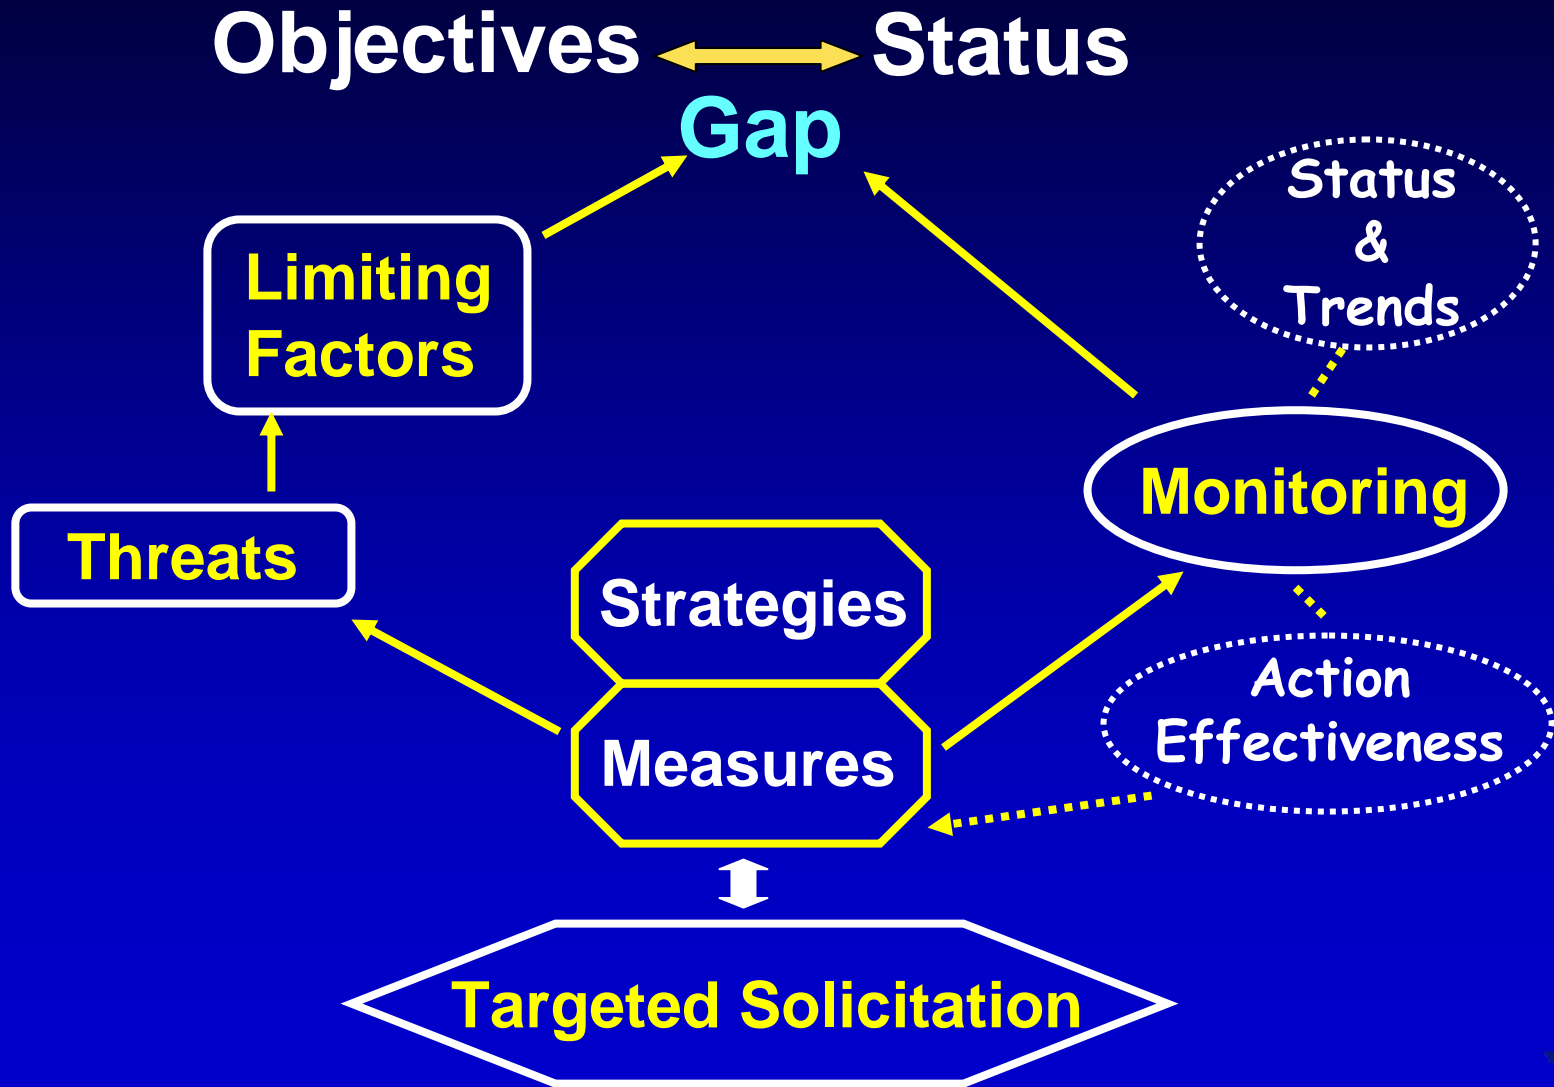 Objectives Status
Gap
Status
&
Trends
Limiting
Factors
Monitoring
Threats
Strategies
Action
Effectiveness
Measures
Targeted Solicitation